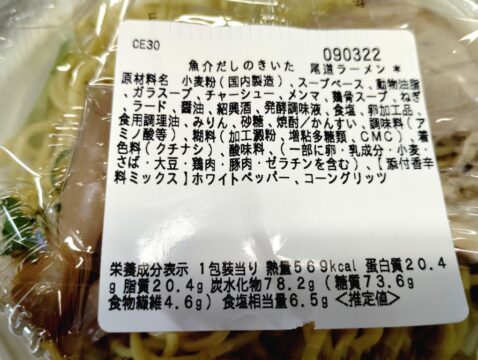 CE30
090322
魚介だしのきいた 尾道ラーメン*
原材料名 小麦粉(国内製造)、スープベース、動物油脂
、ガラスープ、チャーシュー、メンマ、鶏骨スープ、ねぎ
、ラード、醤油、紹興酒、発酵調味液、食塩、卵加工品、
食用調理油、みりん、砂糖、焼酎/かんすい、調味料(ア
ミノ酸等)、糊料(加工澱粉、増粘多糖類、CMC)、着
色料(クチナシ)、酸味料、(一部に卵・乳成分・小麦・
さば・大豆・鶏肉・豚肉・ゼラチンを含む)、【添付香辛
料ミックス】ホワイトペッパー、コーングリッツ
栄養成分表示 1包装当り 熱量569kcal 蛋白質20.4
g 脂質20.4g 炭水化物78.2g(糖質73.6g
食物繊維4.6g)食塩相当量6.5g<推定値>